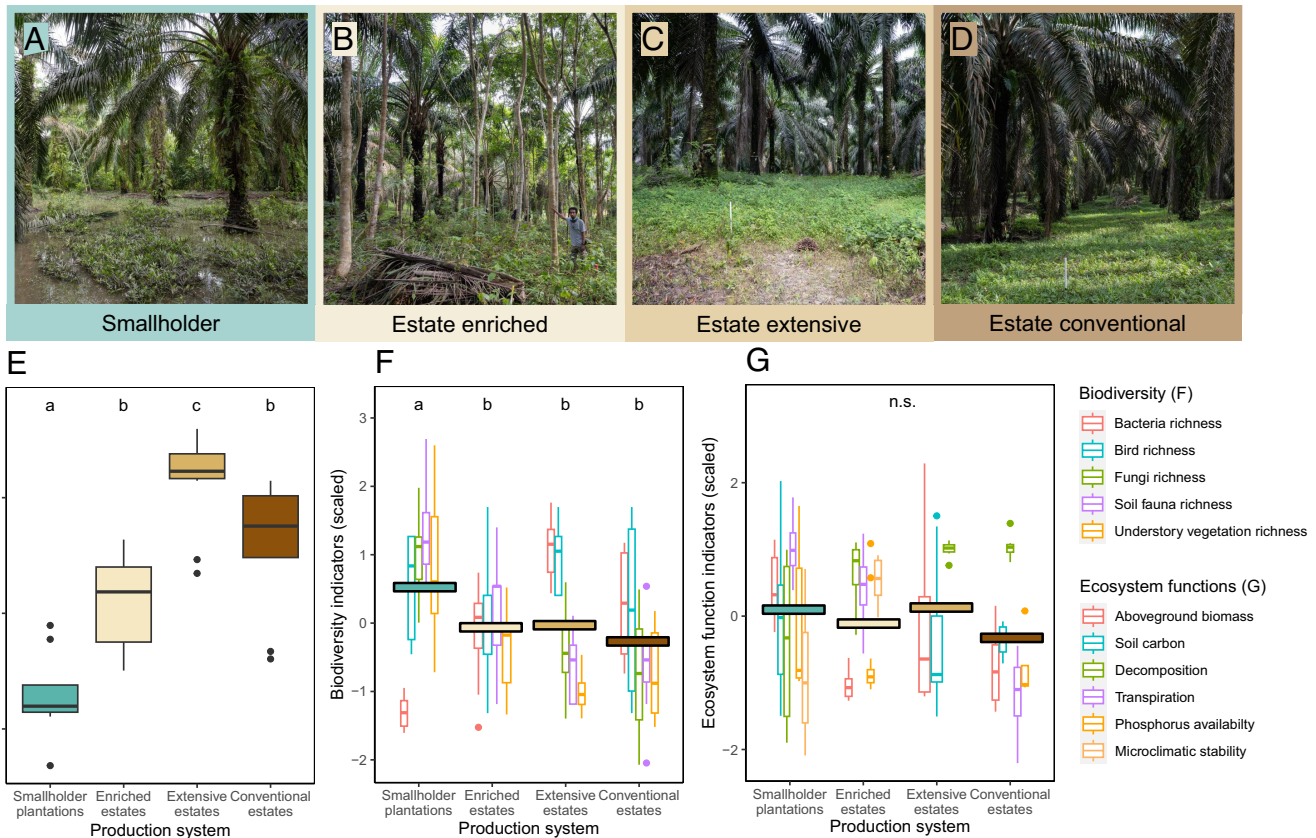 A
B
C
D
Smallholder
Estate enriched
Estate extensive
Estate conventional
E
F
G
a
b
c
b
a
b
b
b
n.s.
Biodiversity indicators (scaled)
3
2
1
0
−1
−2
Ecosystem function indicators (scaled)
2
0
−2
Smallholder
plantations
Enriched
estates
Extensive
estates
Conventional
estates
Production system
Smallholder
plantations
Enriched
estates
Extensive
estates
Conventional
estates
Production system
Smallholder
plantations
Enriched
estates
Extensive
estates
Conventional
estates
Production system
Biodiversity (F)
Bacteria richness
Bird richness
Fungi richness
Soil fauna richness
Understory vegetation richness
Ecosystem functions (G)
Aboveground biomass
Soil carbon
Decomposition
Transpiration
Phosphorus availabilty
Microclimatic stability